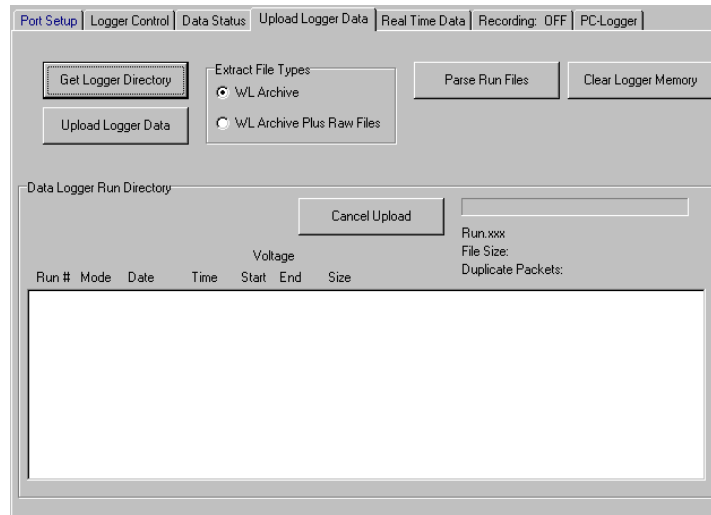 Port Setup Logger Control Data Status Upload Logger Data Real Time Data Recording: OFF PC-Logger
Get Logger Directory
Upload Logger Data
Extract File Types
WL Archive
WL Archive Plus Raw Files
Parse Run Files
Clear Logger Memory
Data Logger Run Directory
Cancel Upload
Run.xxx
File Size:
Duplicate Packets:
Voltage
Run # Mode Date Time Start End Size